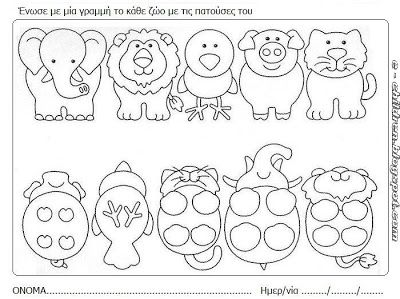 Ένωσε με μία γραμμή το κάθε ζώο με τις πατούσες του
ΟΝΟΜΑ
Ημερ/νία ........./........./........